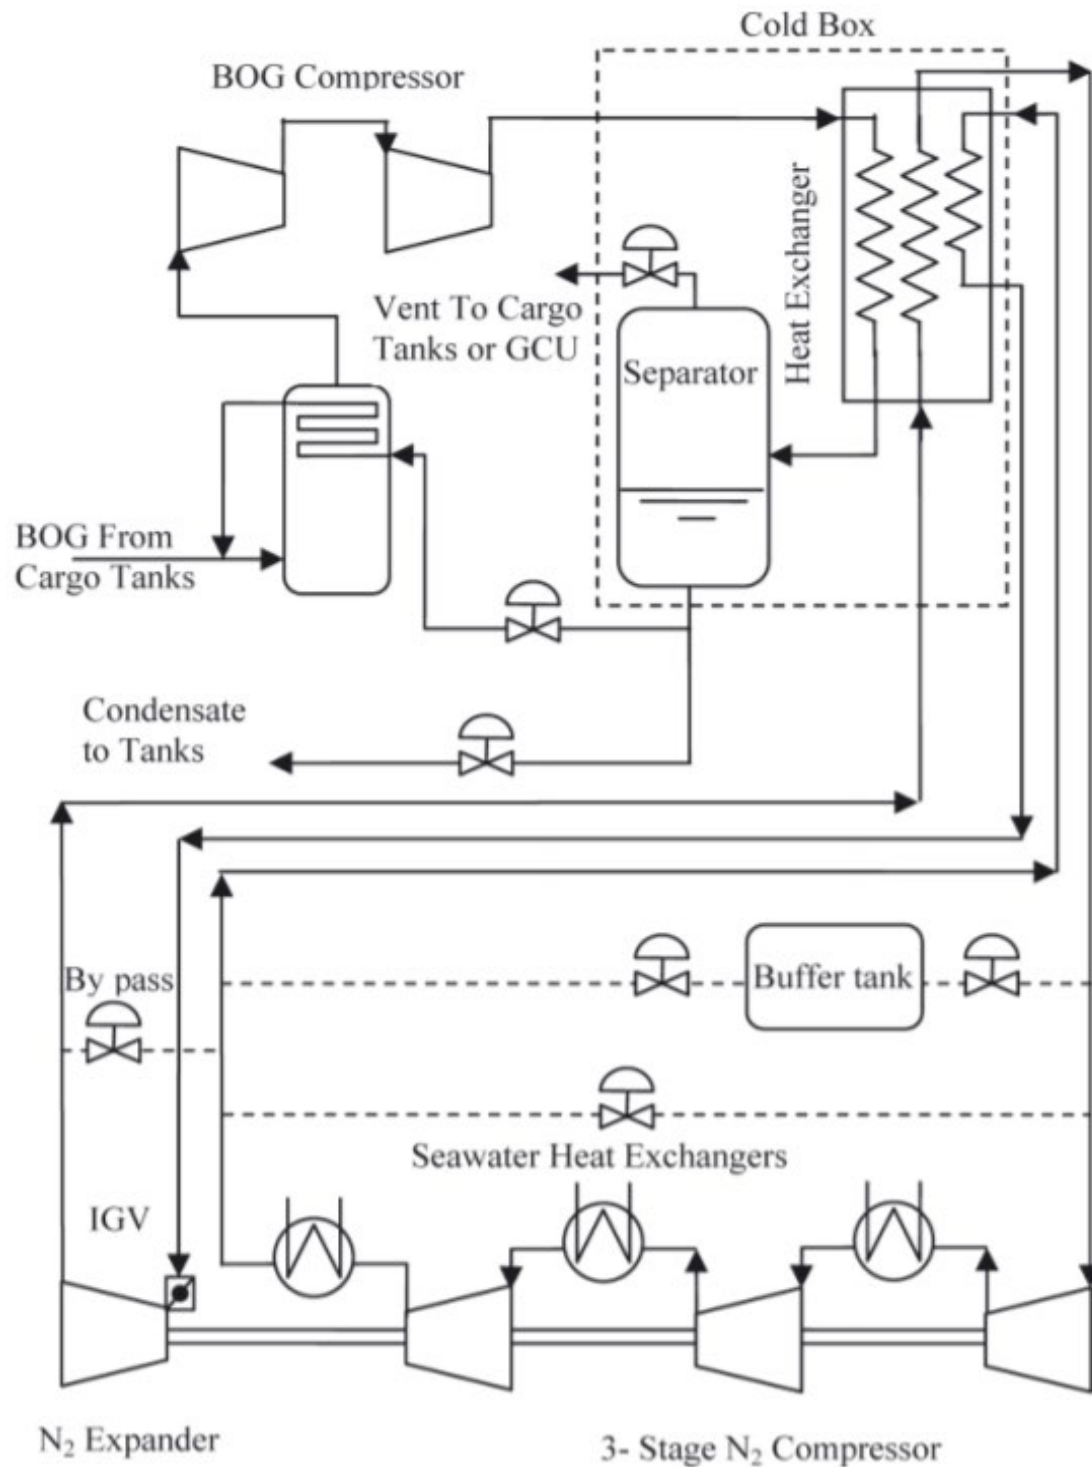 Cold Box
BOG Compressor
Heat Exchanger
Vent To Cargo
Tanks or GCU
Separator
BOG From
Cargo Tanks
Condensate
to Tanks
By pass
Buffer tank
Seawater Heat Exchangers
IGV
N₂ Expander
3- Stage N₂ Compressor